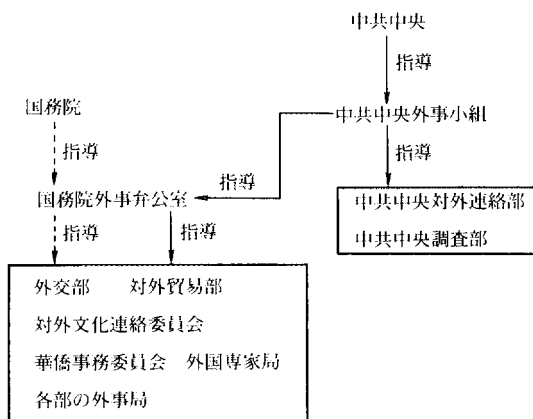 中共中央
指導
国務院
中共中央外事小組
指導
指導
指導
国務院外事弁公室
中共中央対外連絡部
指導
指導
中共中央調査部
外交部 対外貿易部
対外文化連絡委員会
華僑事務委員会 外国専家局
各部の外事局